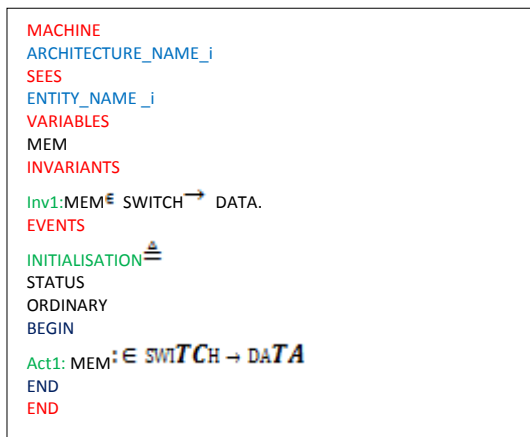 MACHINE
ARCHITECTURE_NAME_i
SEES
ENTITY_NAME _i
VARIABLES
MEM
INVARIANTS
Inv1:MEM∈ SWITCH→ DATA.
EVENTS
INITIALISATION≙
STATUS
ORDINARY
BEGIN
Act1: MEM:∈ SWITCH → DATA
END
END